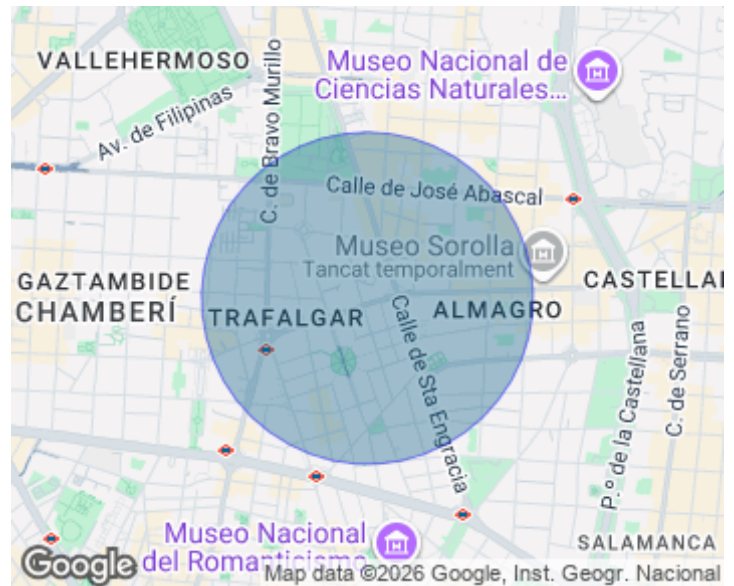 VALLEHERMOSO
Museo Nacional de
Ciencias Naturales...
Av. de Filipinas
C. de Bravo Murillo
Calle de José Abascal
Museo Sorolla
Tancat temporalment
GAZTAMBIDE
CHAMBERÍ
TRAFALGAR
ALMAGRO
CASTELLA
Calle de Sta Engracia
P.º de la Castellana
C. de Serrano
SALAMANCA
Museo Nacional
del Romanticismo
Google
Map data ©2026 Google, Inst. Geogr. Nacional